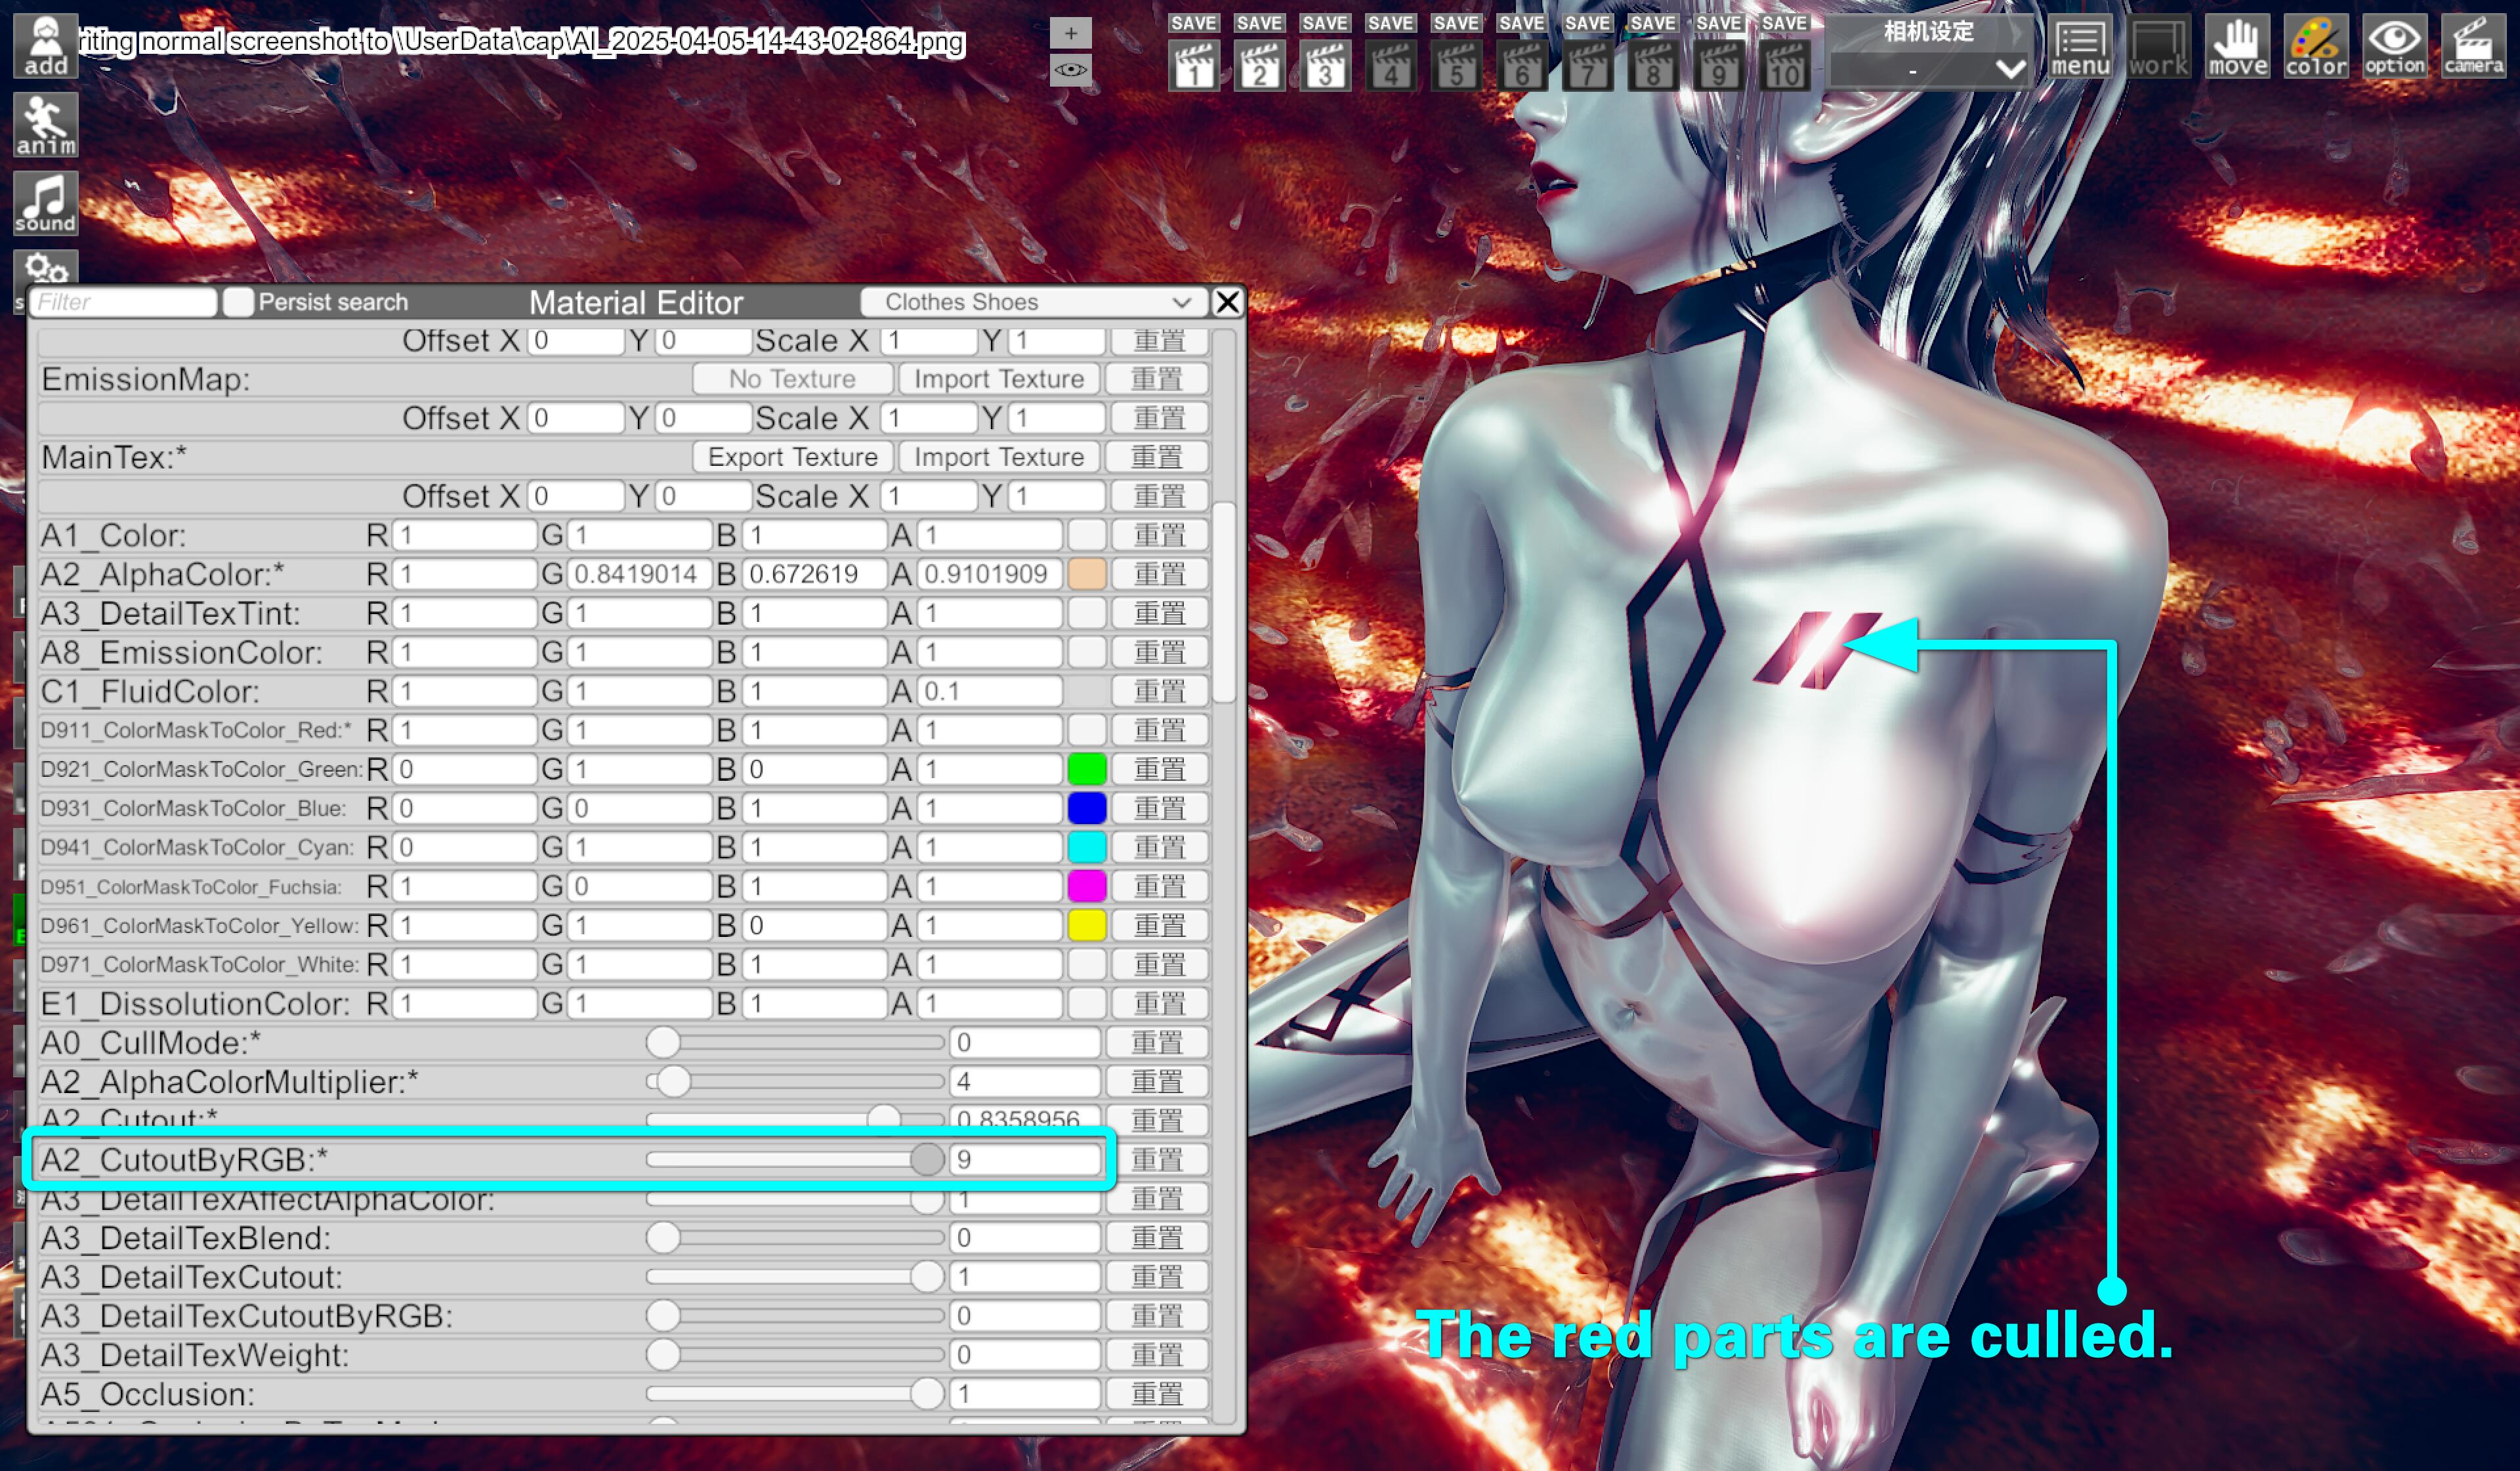 add
riting normal screenshot to \UserData\cap\AI_2025-04-05-14-43-02-864.png
+
SAVE SAVE SAVE SAVE SAVE SAVE SAVE SAVE SAVE SAVE
1 2 3 4 5 6 7 8 9 10
相机设定
-
menu work move color option camera
anim
sound
Filter Persist search Material Editor Clothes Shoes X
Offset X 0 Y 0 Scale X 1 Y 1 重置
EmissionMap: No Texture Import Texture 重置
Offset X 0 Y 0 Scale X 1 Y 1 重置
MainTex:* Export Texture Import Texture 重置
Offset X 0 Y 0 Scale X 1 Y 1 重置
A1_Color: R 1 G 1 B 1 A 1 重置
A2_AlphaColor:* R 1 G 0.8419014 B 0.672619 A 0.9101909 重置
A3_DetailTexTint: R 1 G 1 B 1 A 1 重置
A8_EmissionColor: R 1 G 1 B 1 A 1 重置
C1_FluidColor: R 1 G 1 B 1 A 0.1 重置
D911_ColorMaskToColor_Red:* R 1 G 1 B 1 A 1 重置
D921_ColorMaskToColor_Green: R 0 G 1 B 0 A 1 重置
D931_ColorMaskToColor_Blue: R 0 G 0 B 1 A 1 重置
D941_ColorMaskToColor_Cyan: R 0 G 1 B 1 A 1 重置
D951_ColorMaskToColor_Fuchsia: R 1 G 0 B 1 A 1 重置
D961_ColorMaskToColor_Yellow: R 1 G 1 B 0 A 1 重置
D971_ColorMaskToColor_White: R 1 G 1 B 1 A 1 重置
E1_DissolutionColor: R 1 G 1 B 1 A 1 重置
A0_CullMode:* 0 重置
A2_AlphaColorMultiplier:* 4 重置
A2_Cutout:* 0.8358956 重置
A2_CutoutByRGB:* 9 重置
A3_DetailTexAffectAlphaColor: 1 重置
A3_DetailTexBlend: 0 重置
A3_DetailTexCutout: 1 重置
A3_DetailTexCutoutByRGB: 0 重置
A3_DetailTexWeight: 0 重置
A5_Occlusion: 1 重置
The red parts are culled.